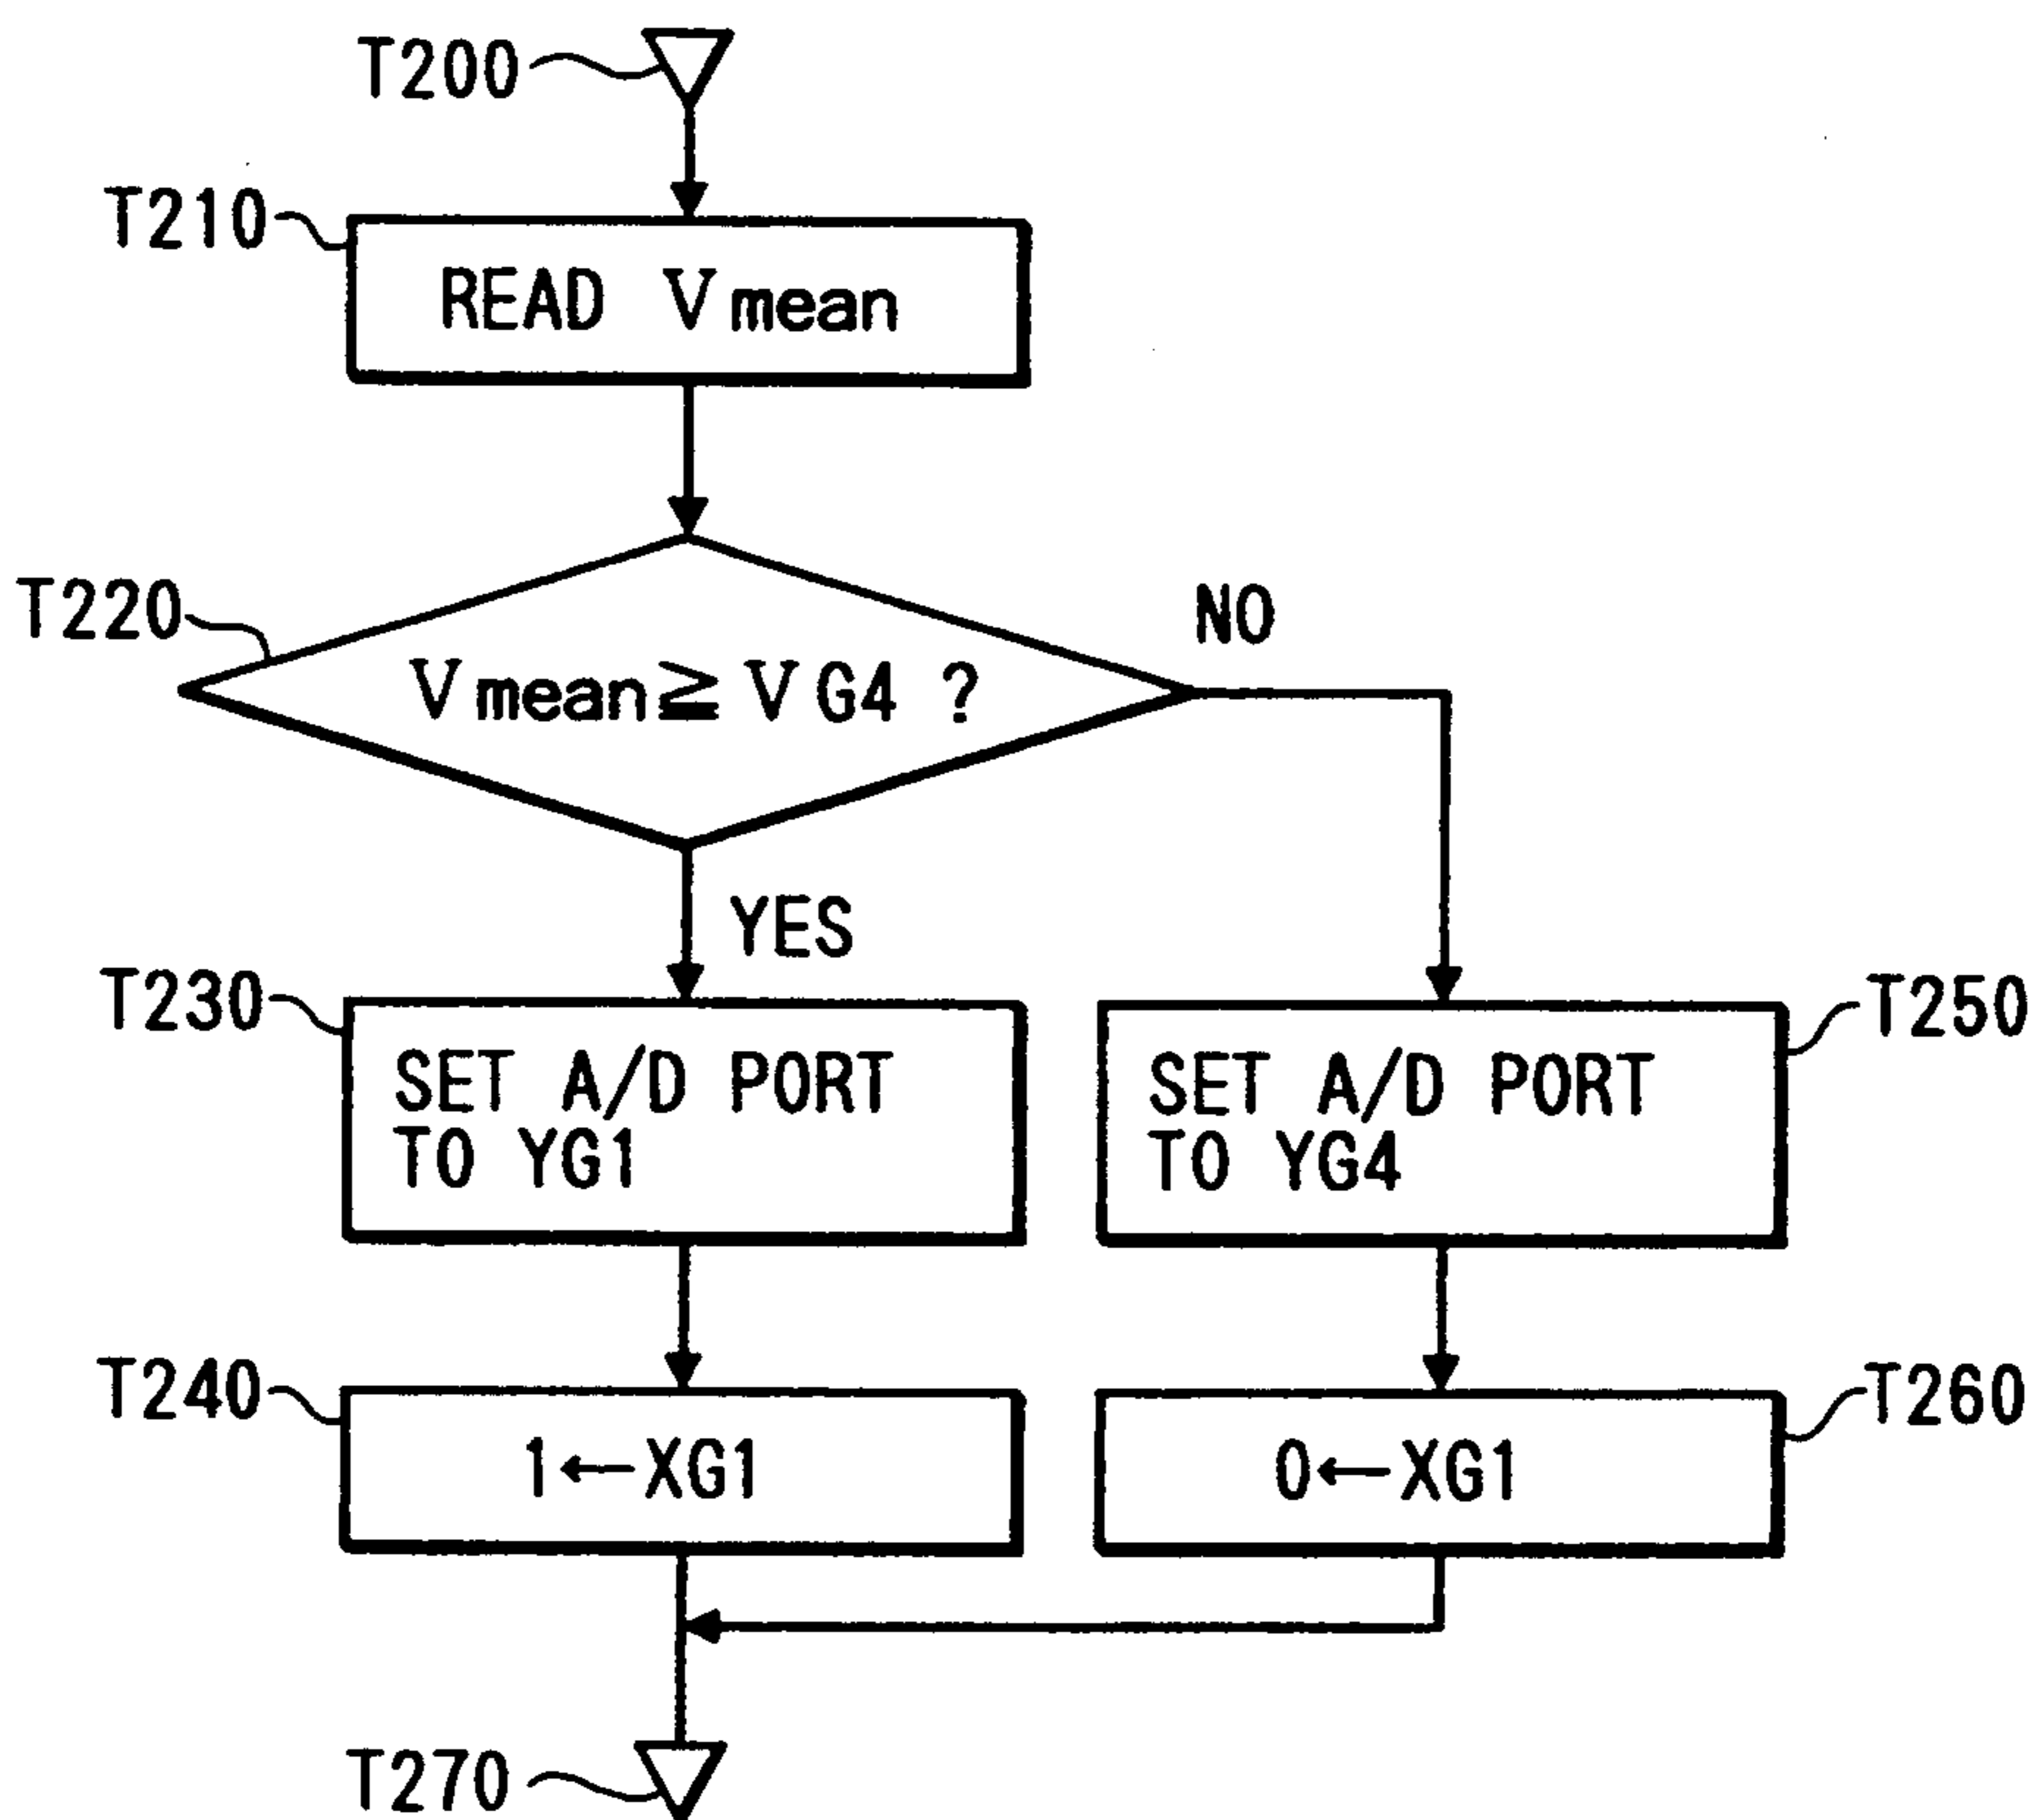 T200
T210
READ Vmean
T220
Vmean≧VG4 ?
NO
YES
T230
SET A/D PORT
TO YG1
T250
SET A/D PORT
TO YG4
T240
1←XG1
T260
0←XG1
T270